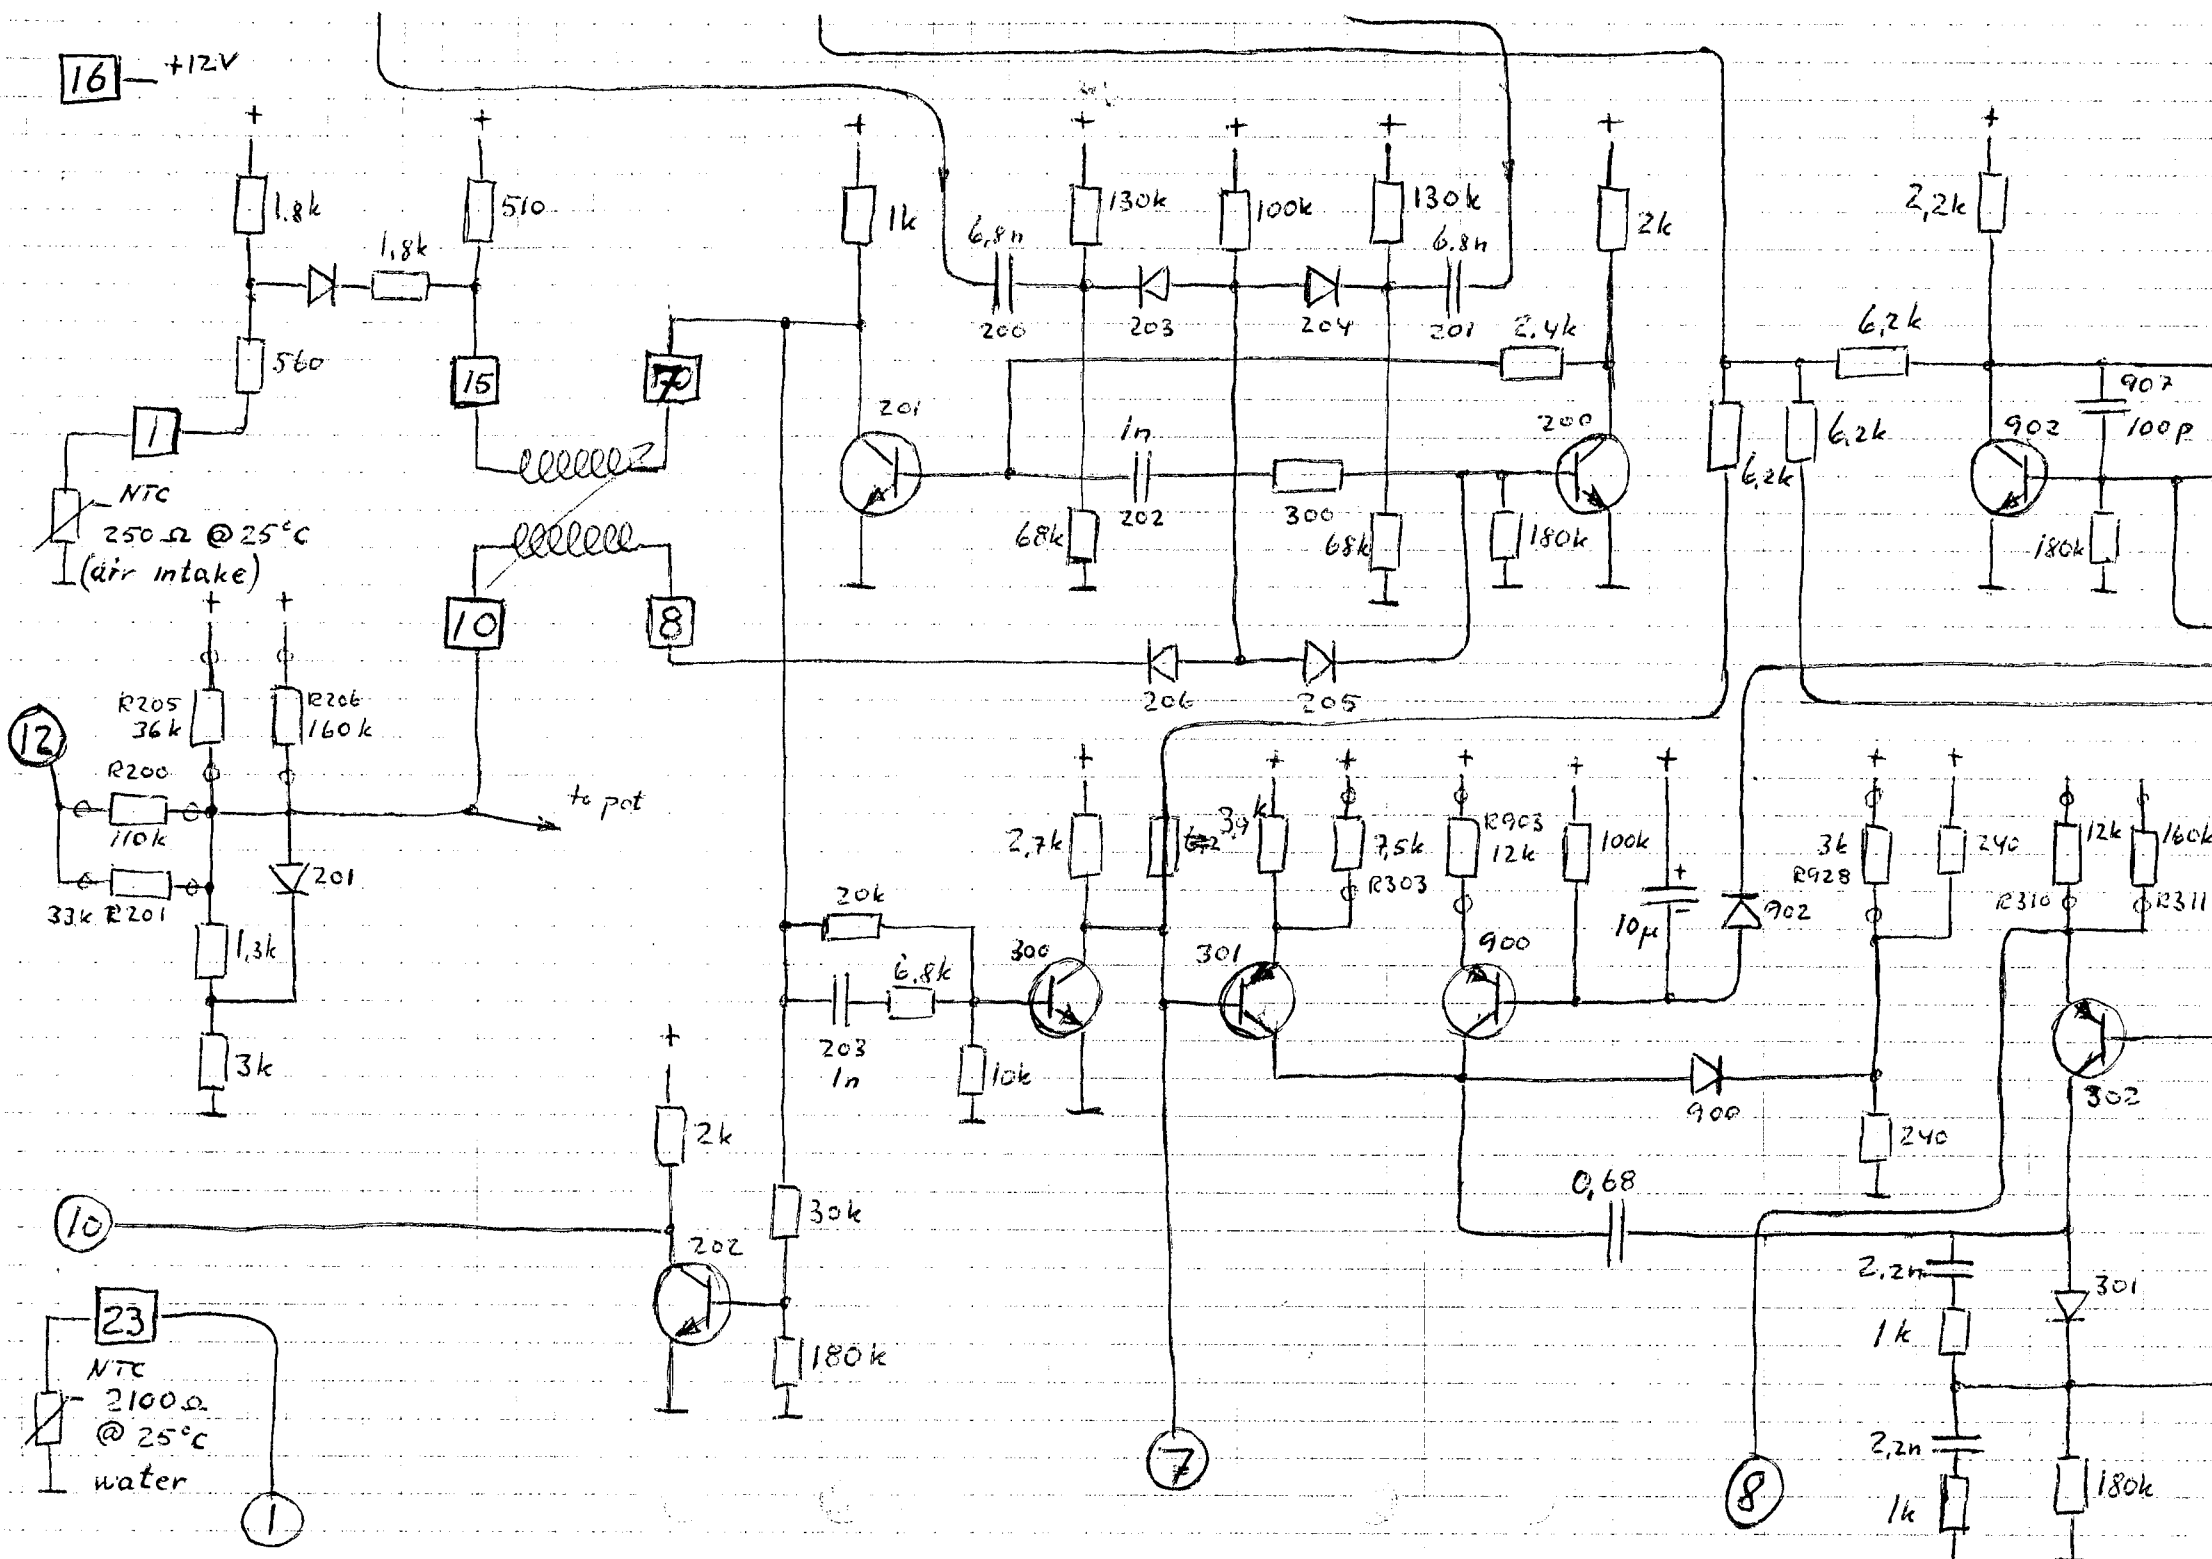 16 +12V
+ + + + + + + +
1.8k 510 1k 130k 100k 130k 2k 2,2k
6,8n 6.8n
1,8k
200 203 204 201
2.4k 6,2k
560 15 907
1 201 200 902 100p
1n 6,2k 6,2k
NTC
250 Ω @ 25°C
(air intake)
68k 202 300 68k 180k 180k
+ +
10 8
206 205
R205 36k R206 160k
12
R200
110k
to pot
33k R201 201
1,3k
3k
+ + + + + + + +
2,7k 3,9k 7,5k R303 R903 12k 100k 10µ + − 902 3k R928 240 12k 160k R310 R311
20k
300 6.8k 301 900
203
1n 10k
900 302
+
2k 240
0,68
10 30k
202
2.2n 301
23 1k
180k
NTC
2100Ω
@ 25°C
water
2,2n
7 8 1k 180k
1